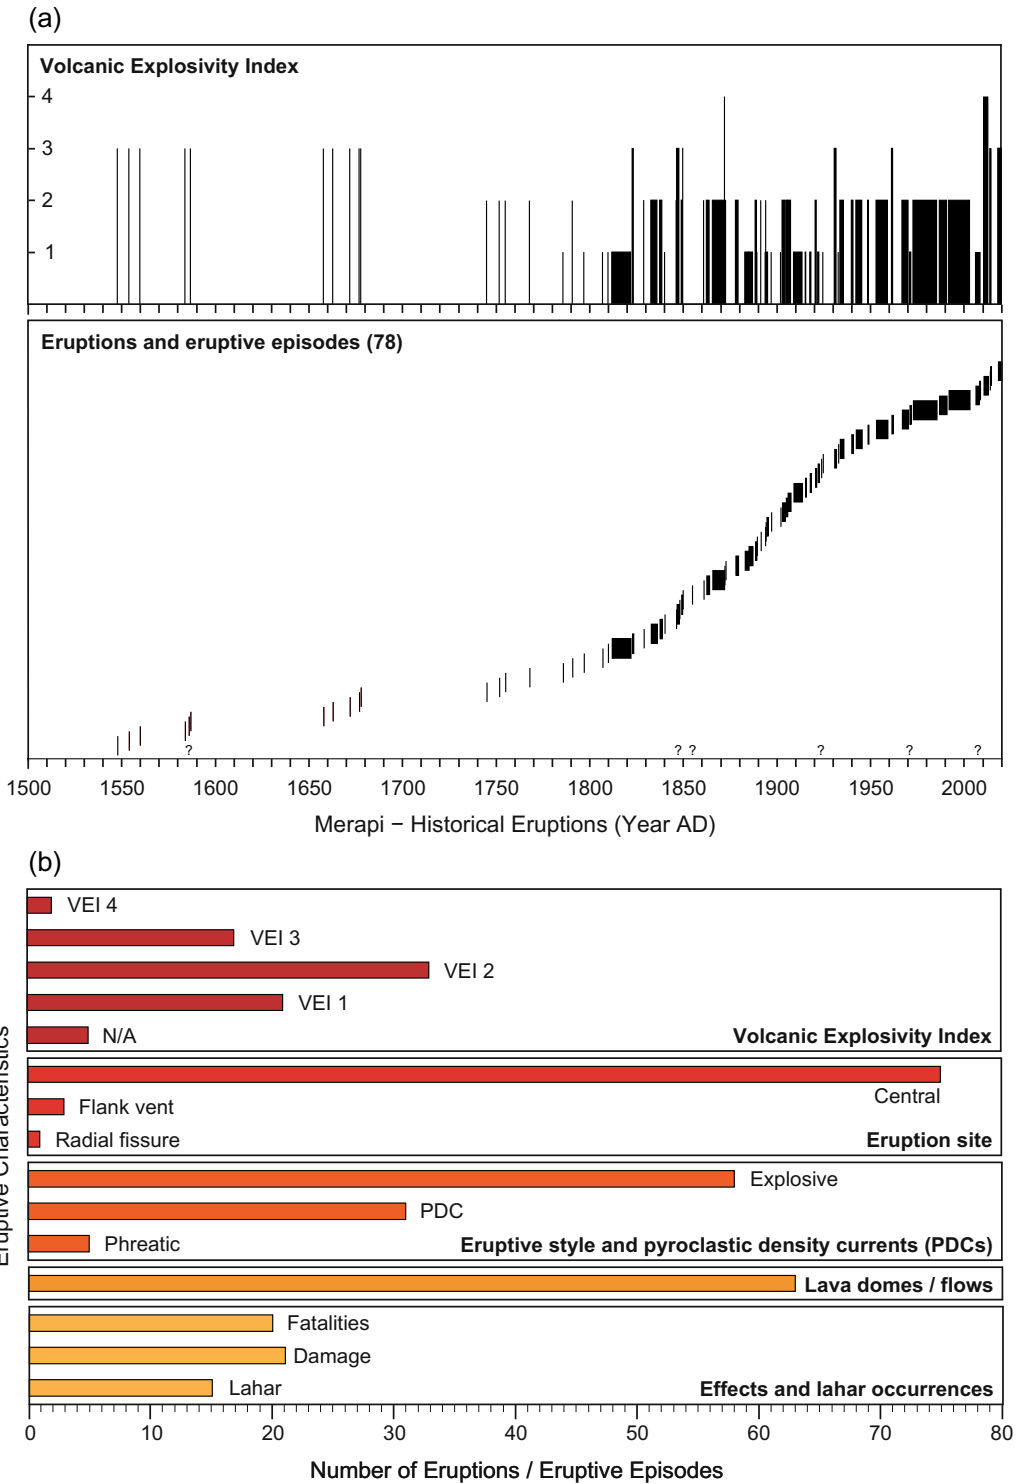 (a)
Volcanic Explosivity Index
4
3
2
1
Eruptions and eruptive episodes (78)
? ? ? ? ? ?
1500 1550 1600 1650 1700 1750 1800 1850 1900 1950 2000
Merapi − Historical Eruptions (Year AD)
(b)
VEI 4
VEI 3
VEI 2
VEI 1
N/A
Volcanic Explosivity Index
Central
Flank vent
Radial fissure
Eruption site
Explosive
PDC
Phreatic
Eruptive style and pyroclastic density currents (PDCs)
Lava domes / flows
Fatalities
Damage
Lahar
Effects and lahar occurrences
Eruptive Characteristics
0 10 20 30 40 50 60 70 80
Number of Eruptions / Eruptive Episodes